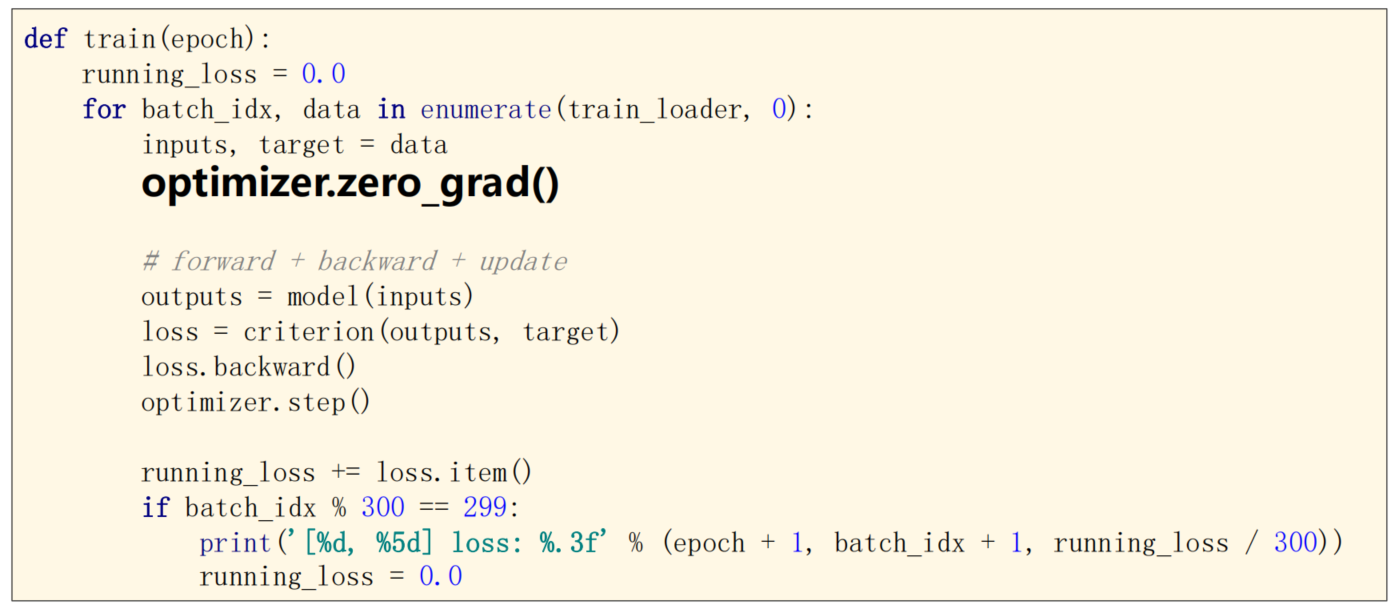 def train(epoch):
    running_loss = 0.0
    for batch_idx, data in enumerate(train_loader, 0):
        inputs, target = data
        optimizer.zero_grad()

        # forward + backward + update
        outputs = model(inputs)
        loss = criterion(outputs, target)
        loss.backward()
        optimizer.step()

        running_loss += loss.item()
        if batch_idx % 300 == 299:
            print('[%d, %5d] loss: %.3f' % (epoch + 1, batch_idx + 1, running_loss / 300))
            running_loss = 0.0